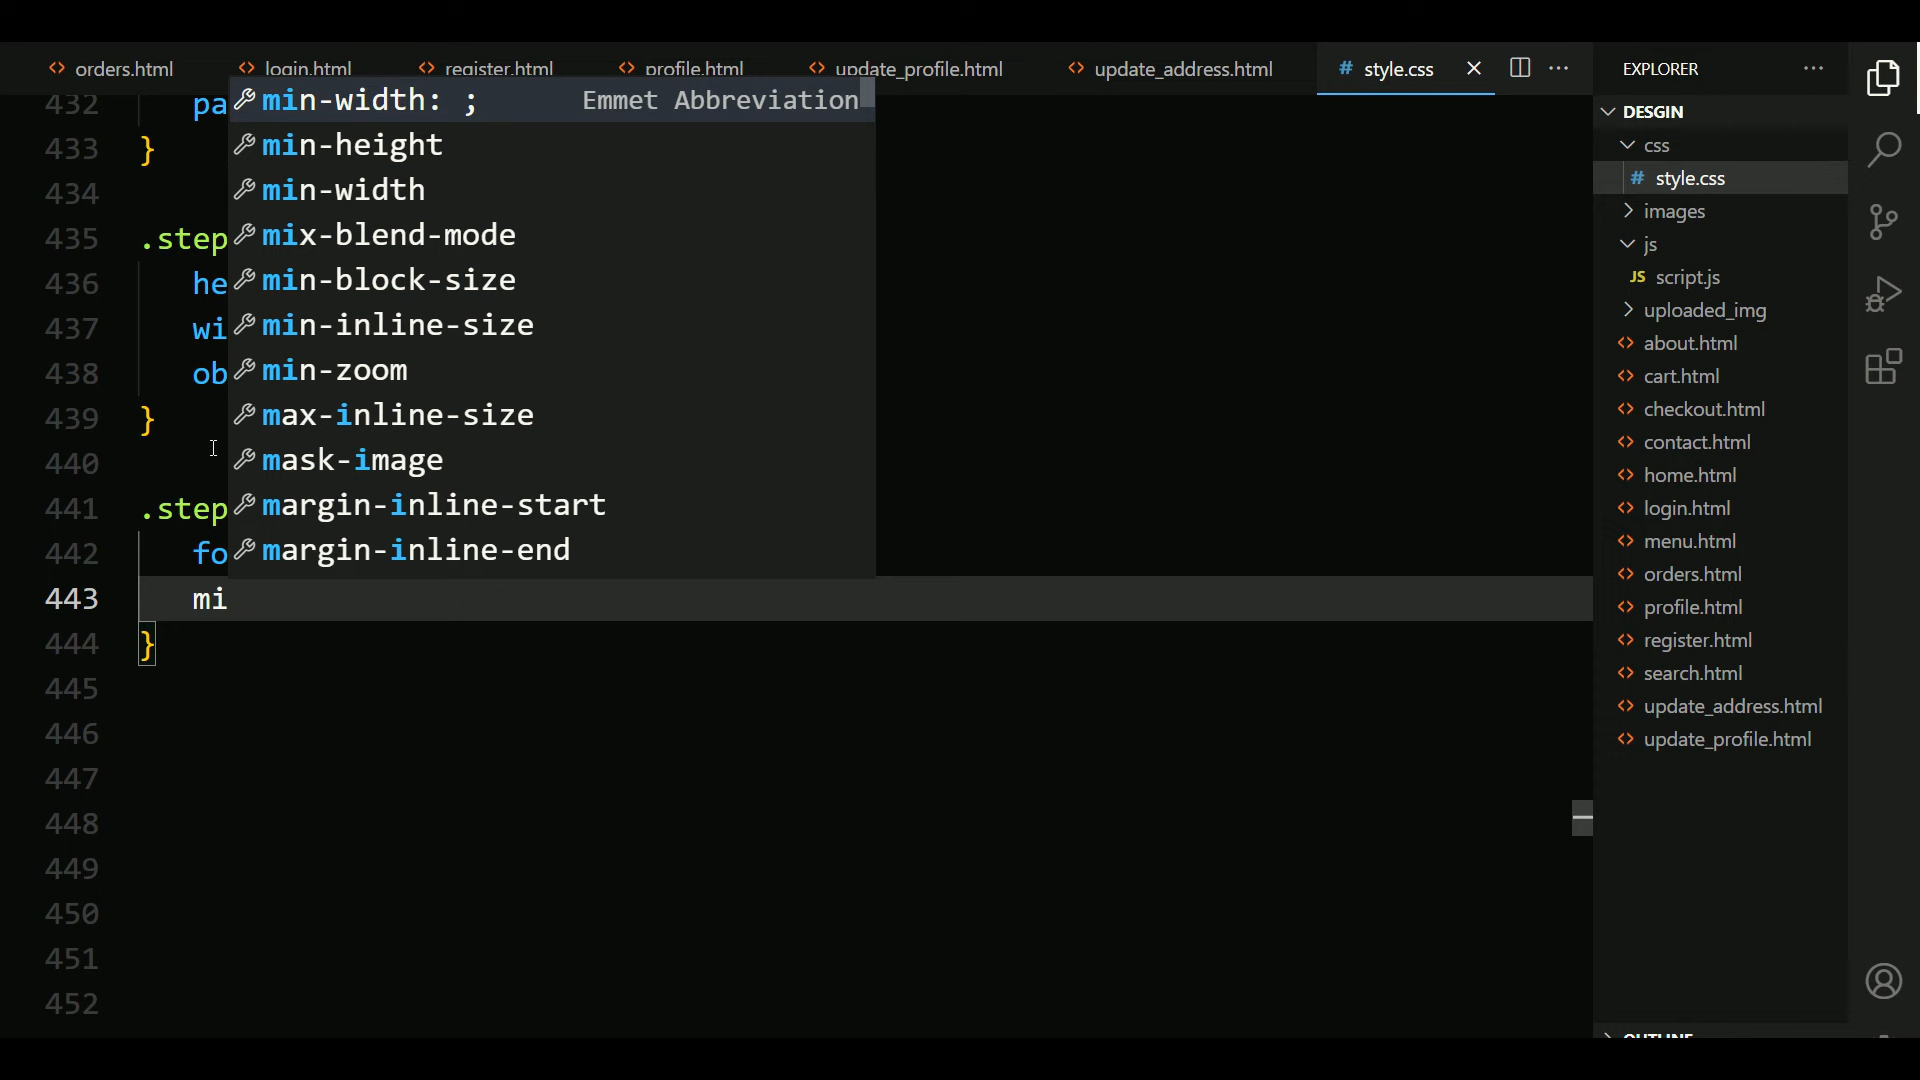 orders.html login.html register.html profile.html update_profile.html update_address.html # style.css EXPLORER
432 pa
433 }
434
435 .step
436 he
437 wi
438 ob
439 }
440
441 .step
442 fo
443 mi
444 }
445
446
447
448
449
450
451
452
min-width: ; Emmet Abbreviation
min-height
min-width
mix-blend-mode
min-block-size
min-inline-size
min-zoom
max-inline-size
mask-image
margin-inline-start
margin-inline-end
DESGIN
css
# style.css
images
js
JS script.js
uploaded_img
about.html
cart.html
checkout.html
contact.html
home.html
login.html
menu.html
orders.html
profile.html
register.html
search.html
update_address.html
update_profile.html
OUTLINE